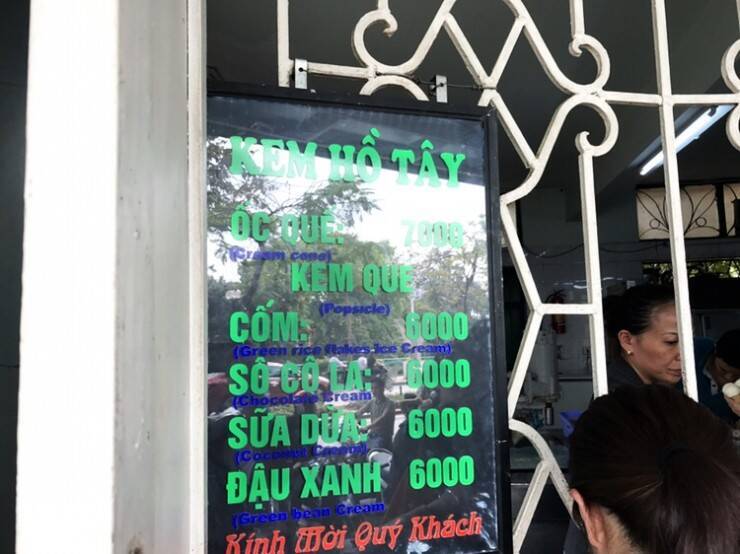 KEM HỒ TÂY
ỐC QUẾ: 7000
(Cream cone)
KEM QUE
(Popsicle)
CỐM: 6000
(Green rice flakes Ice Cream)
SÔ CÔ LA: 6000
(Chocolate Cream
SỮA DỪA: 6000
(Coconut Cream)
ĐẬU XANH 6000
(Green bean Cream
Kính Mời Quý Khách